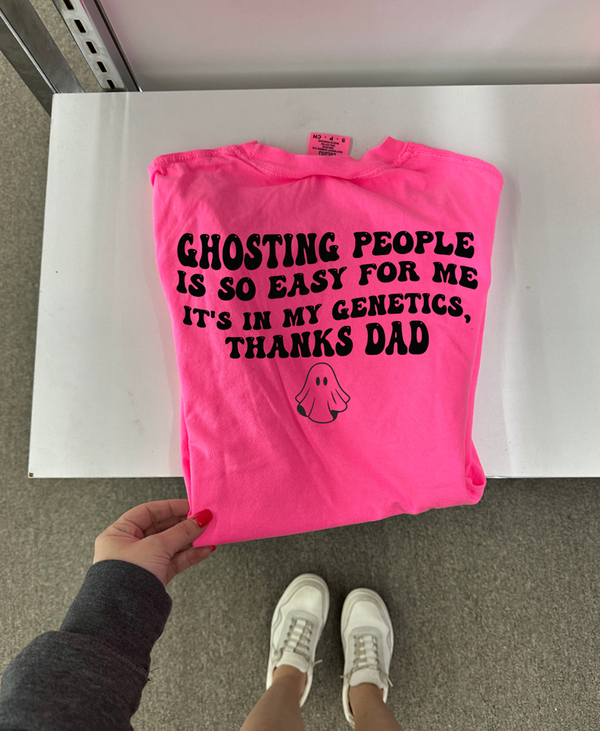 GHOSTING PEOPLE
IS SO EASY FOR ME
IT'S IN MY GENETICS,
THANKS DAD